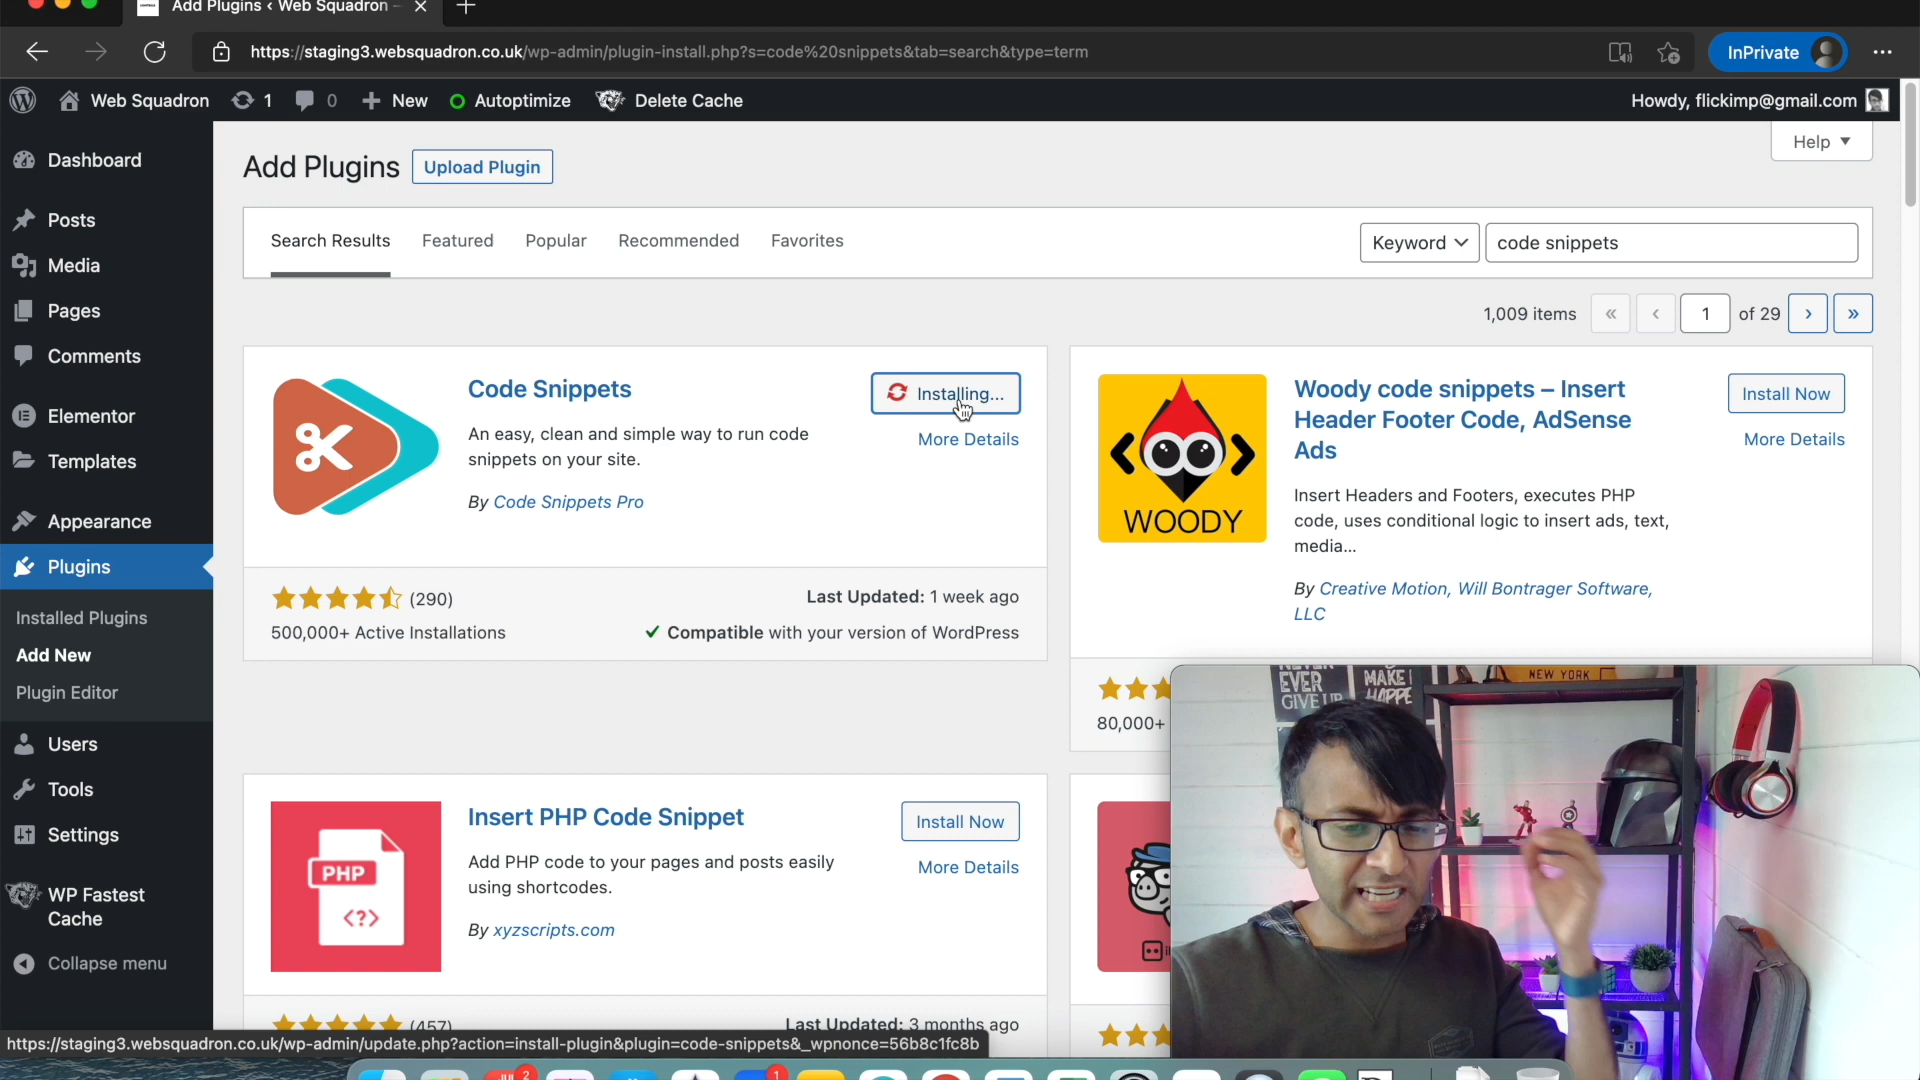 Add Plugins ‹ Web Squadron –
https://staging3.websquadron.co.uk/wp-admin/plugin-install.php?s=code%20snippets&tab=search&type=term
InPrivate
Web Squadron
1
0
New
Autoptimize
Delete Cache
Howdy, flickimp@gmail.com
Help
Dashboard
Posts
Media
Pages
Comments
Elementor
Templates
Appearance
Plugins
Installed Plugins
Add New
Plugin Editor
Users
Tools
Settings
WP Fastest
Cache
Collapse menu
Add Plugins
Upload Plugin
Search Results
Featured
Popular
Recommended
Favorites
Keyword
code snippets
1,009 items
«
‹
1
of 29
›
»
Code Snippets
Installing...
More Details
An easy, clean and simple way to run code
snippets on your site.
By Code Snippets Pro
(290)
Last Updated: 1 week ago
500,000+ Active Installations
Compatible with your version of WordPress
WOODY
Woody code snippets – Insert
Header Footer Code, AdSense
Ads
Install Now
More Details
Insert Headers and Footers, executes PHP
code, uses conditional logic to insert ads, text,
media...
By Creative Motion, Will Bontrager Software,
LLC
80,000+
PHP
<?>
Insert PHP Code Snippet
Install Now
More Details
Add PHP code to your pages and posts easily
using shortcodes.
By xyzscripts.com
(457)
Last Updated: 3 months ago
NEVER
EVER
GIVE UP
MAKE I
HAPPE
NEW YORK
https://staging3.websquadron.co.uk/wp-admin/update.php?action=install-plugin&plugin=code-snippets&_wpnonce=56b8c1fc8b
2
1